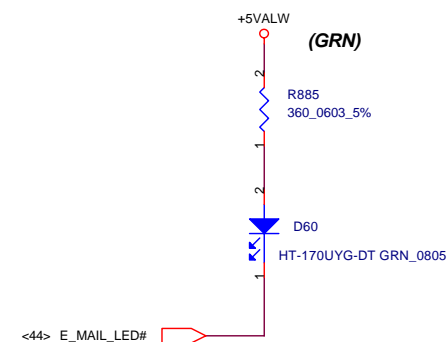 +5VALW
(GRN)
2
R885
360_0603_5%
1
2
D60
HT-170UYG-DT GRN_0805
1
<44> E_MAIL_LED#